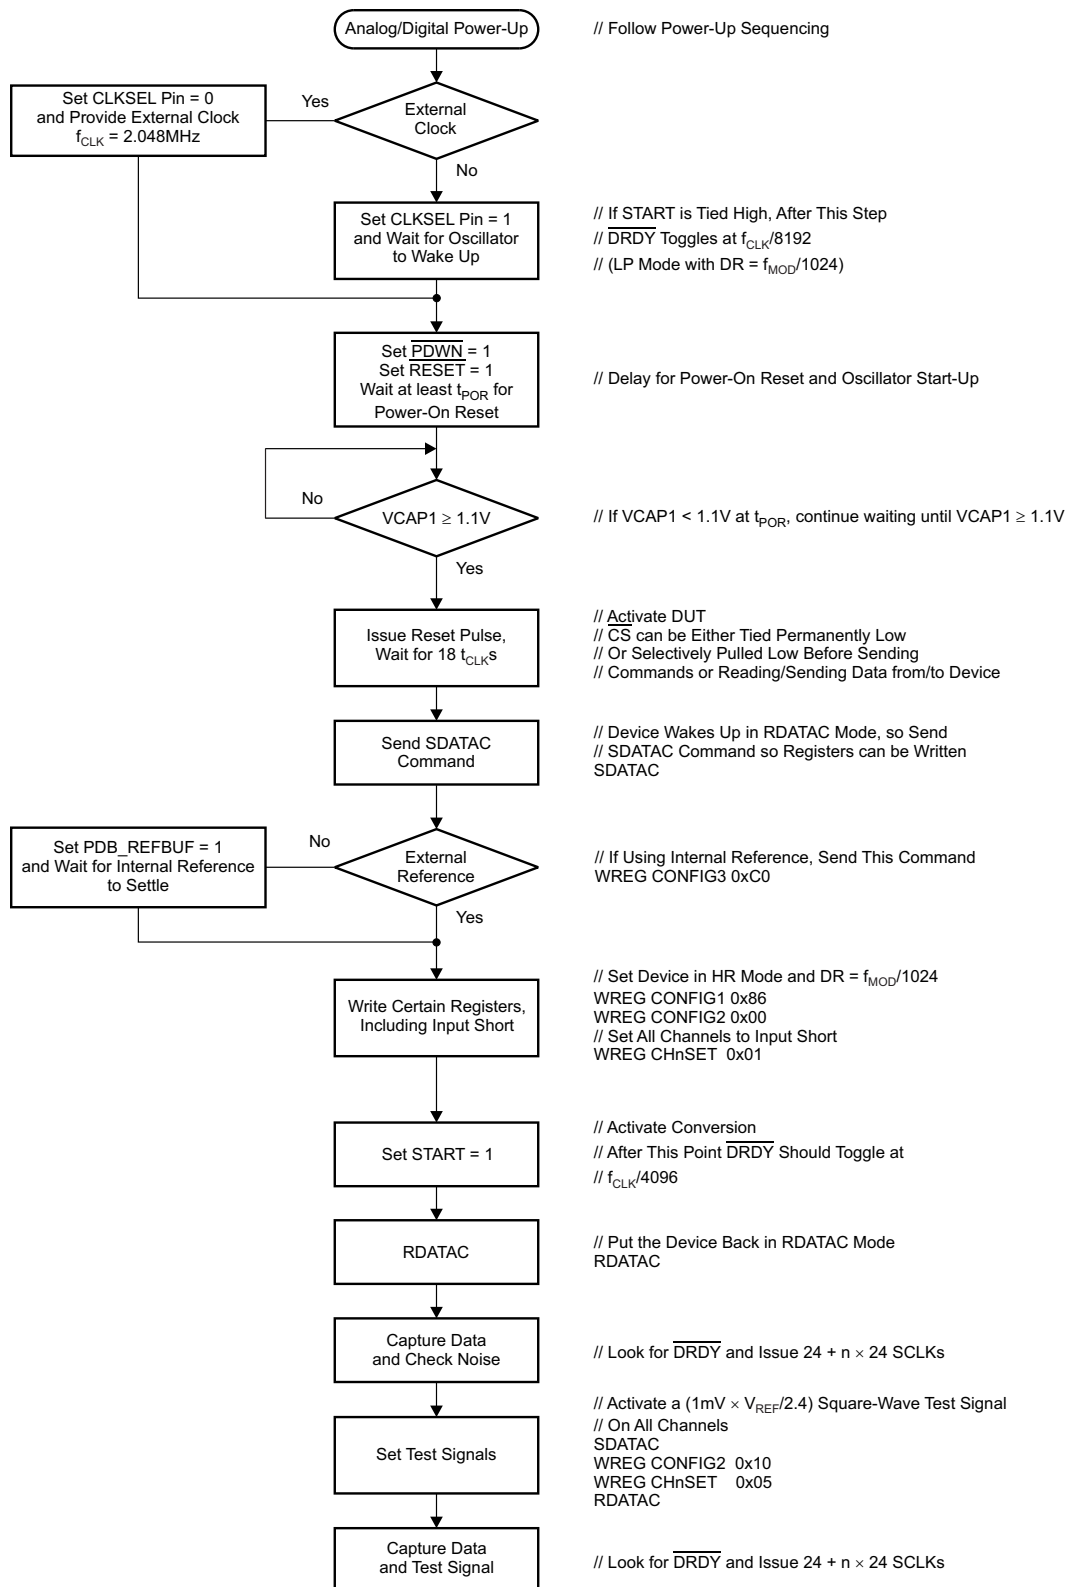 Analog/Digital Power-Up
// Follow Power-Up Sequencing
External
Clock
Yes
No
Set CLKSEL Pin = 0
and Provide External Clock
fCLK = 2.048MHz
Set CLKSEL Pin = 1
and Wait for Oscillator
to Wake Up
// If START is Tied High, After This Step
// DRDY Toggles at fCLK/8192
// (LP Mode with DR = fMOD/1024)
Set PDWN = 1
Set RESET = 1
Wait at least tPOR for
Power-On Reset
// Delay for Power-On Reset and Oscillator Start-Up
No
VCAP1 ≥ 1.1V
Yes
// If VCAP1 < 1.1V at tPOR, continue waiting until VCAP1 ≥ 1.1V
Issue Reset Pulse,
Wait for 18 tCLKs
// Activate DUT
// CS can be Either Tied Permanently Low
// Or Selectively Pulled Low Before Sending
// Commands or Reading/Sending Data from/to Device
Send SDATAC
Command
// Device Wakes Up in RDATAC Mode, so Send
// SDATAC Command so Registers can be Written
SDATAC
External
Reference
No
Yes
Set PDB_REFBUF = 1
and Wait for Internal Reference
to Settle
// If Using Internal Reference, Send This Command
WREG CONFIG3 0xC0
Write Certain Registers,
Including Input Short
// Set Device in HR Mode and DR = fMOD/1024
WREG CONFIG1 0x86
WREG CONFIG2 0x00
// Set All Channels to Input Short
WREG CHnSET 0x01
Set START = 1
// Activate Conversion
// After This Point DRDY Should Toggle at
// fCLK/4096
RDATAC
// Put the Device Back in RDATAC Mode
RDATAC
Capture Data
and Check Noise
// Look for DRDY and Issue 24 + n × 24 SCLKs
Set Test Signals
// Activate a (1mV × VREF/2.4) Square-Wave Test Signal
// On All Channels
SDATAC
WREG CONFIG2 0x10
WREG CHnSET 0x05
RDATAC
Capture Data
and Test Signal
// Look for DRDY and Issue 24 + n × 24 SCLKs